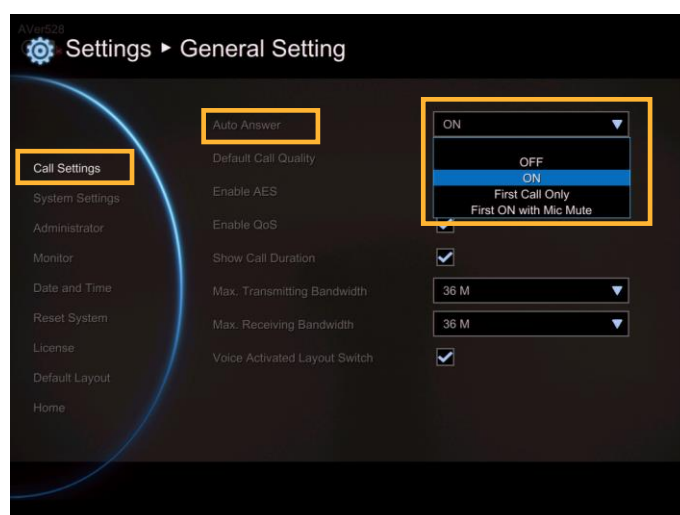 AVer528
Settings ► General Setting
Call Settings
System Settings
Administrator
Monitor
Date and Time
Reset System
License
Default Layout
Home
Auto Answer
ON
OFF
ON
First Call Only
First ON with Mic Mute
Default Call Quality
Enable AES
Enable QoS
Show Call Duration
Max. Transmitting Bandwidth
36 M
Max. Receiving Bandwidth
36 M
Voice Activated Layout Switch